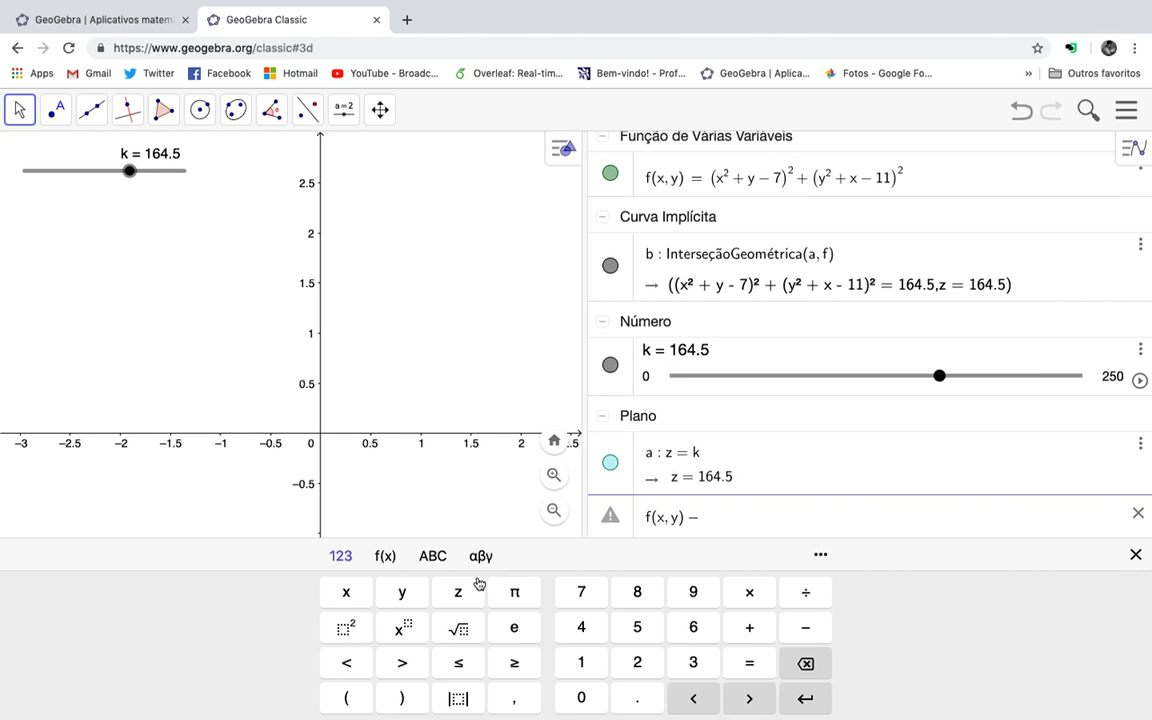 GeoGebra | Aplicativos matem
GeoGebra Classic
https://www.geogebra.org/classic#3d
Apps Gmail Twitter Facebook Hotmail YouTube - Broadc... Overleaf: Real-tim... Bem-vindo! - Prof... GeoGebra | Aplica... Fotos - Google Fo... » Outros favoritos
A
a=2
k = 164.5
2.5
2
1.5
1
0.5
−3 −2.5 −2 −1.5 −1 −0.5 0 0.5 1 1.5 2 .5
−0.5
Função de Várias Variáveis
f(x,y) = (x² + y − 7)² + (y² + x − 11)²
Curva Implícita
b : InterseçãoGeométrica(a, f)
→ ((x² + y - 7)² + (y² + x - 11)² = 164.5,z = 164.5)
Número
k = 164.5
0 250
Plano
a : z = k
→ z = 164.5
f(x, y) −
123 f(x) ABC αβγ
x y z π 7 8 9 × ÷
² x √ e 4 5 6 + −
< > ≤ ≥ 1 2 3 =
( ) | | , 0 . < >